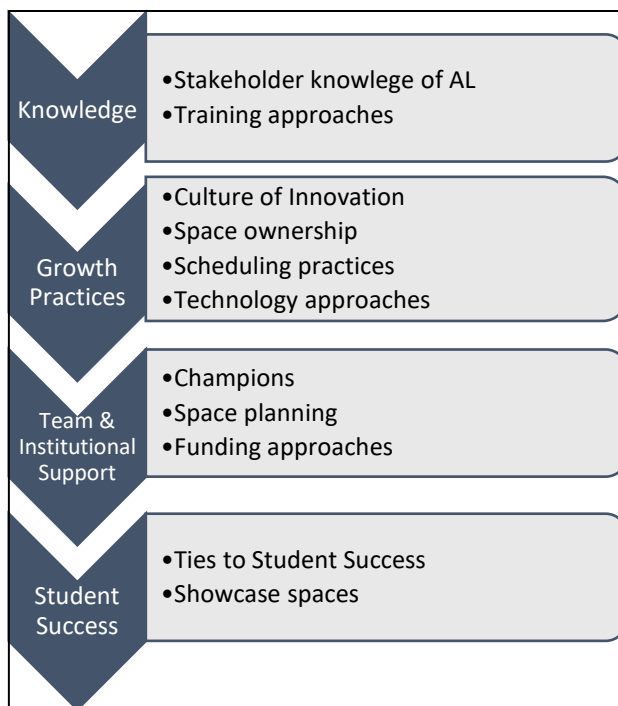 Knowledge
•Stakeholder knowlege of AL
•Training approaches
Growth
Practices
•Culture of Innovation
•Space ownership
•Scheduling practices
•Technology approaches
Team &
Institutional
Support
•Champions
•Space planning
•Funding approaches
Student
Success
•Ties to Student Success
•Showcase spaces